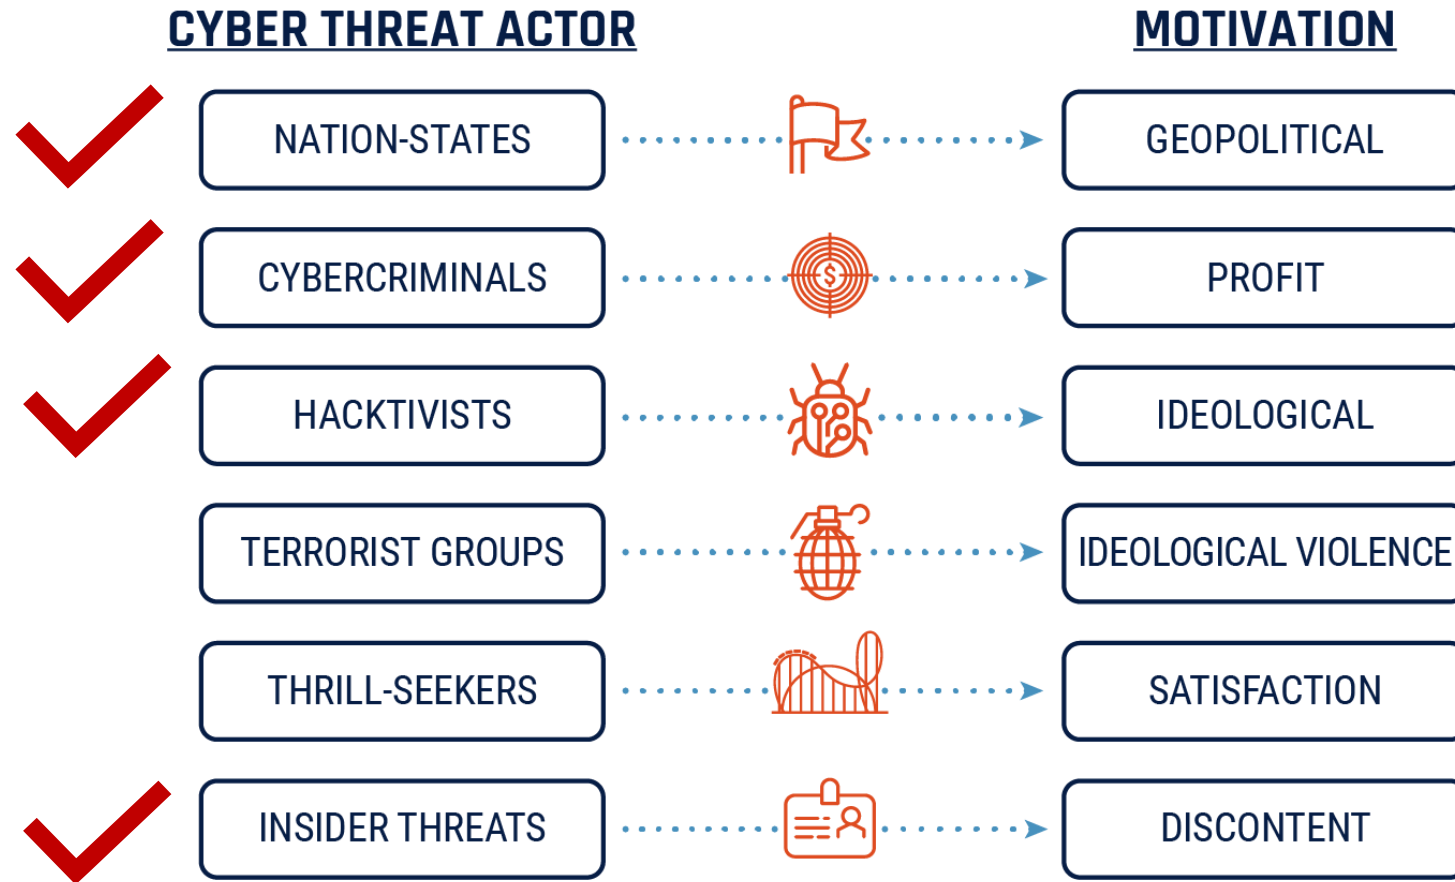 CYBER THREAT ACTOR MOTIVATION
NATION-STATES GEOPOLITICAL
CYBERCRIMINALS $ PROFIT
HACKTIVISTS IDEOLOGICAL
TERRORIST GROUPS IDEOLOGICAL VIOLENCE
THRILL-SEEKERS SATISFACTION
INSIDER THREATS DISCONTENT